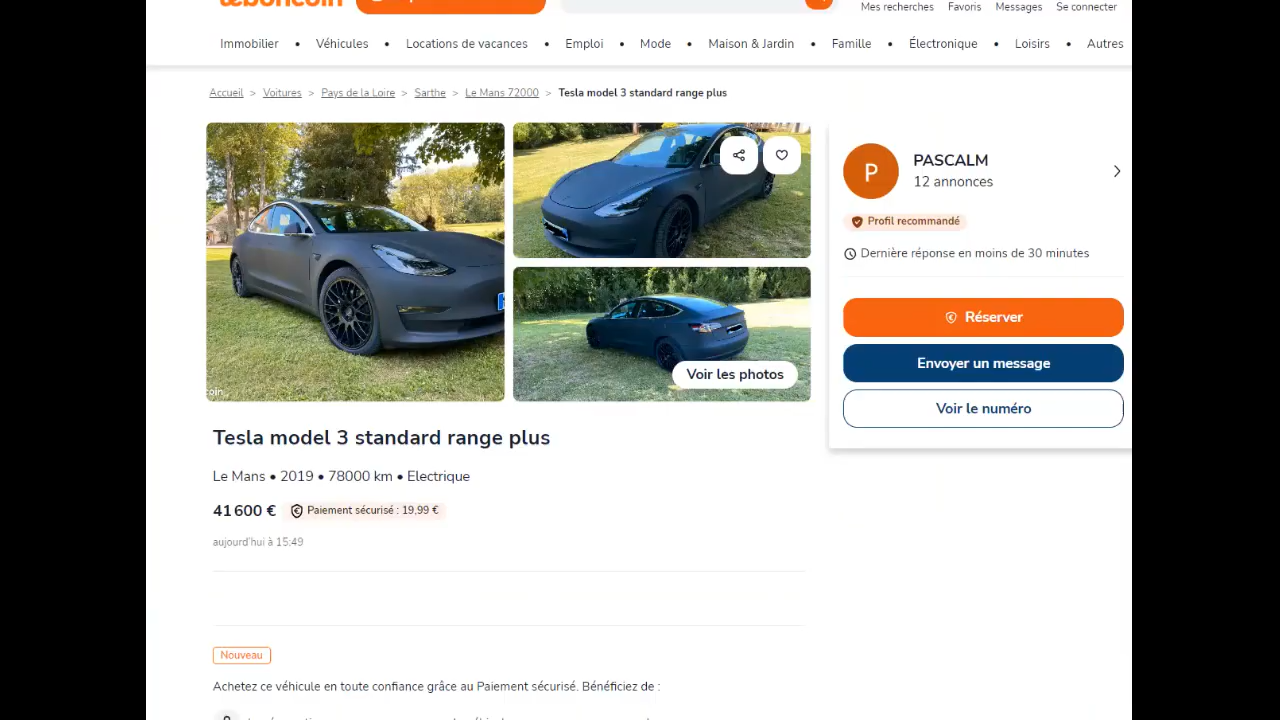 leboncoin
Mes recherches Favoris Messages Se connecter
Immobilier • Véhicules • Locations de vacances • Emploi • Mode • Maison & Jardin • Famille • Électronique • Loisirs • Autres
Accueil > Voitures > Pays de la Loire > Sarthe > Le Mans 72000 > Tesla model 3 standard range plus
P
PASCALM
12 annonces
Profil recommandé
Dernière réponse en moins de 30 minutes
Réserver
Envoyer un message
Voir le numéro
coin
Voir les photos
Tesla model 3 standard range plus
Le Mans • 2019 • 78000 km • Electrique
41 600 € Paiement sécurisé : 19,99 €
aujourd'hui à 15:49
Nouveau
Achetez ce véhicule en toute confiance grâce au Paiement sécurisé. Bénéficiez de :